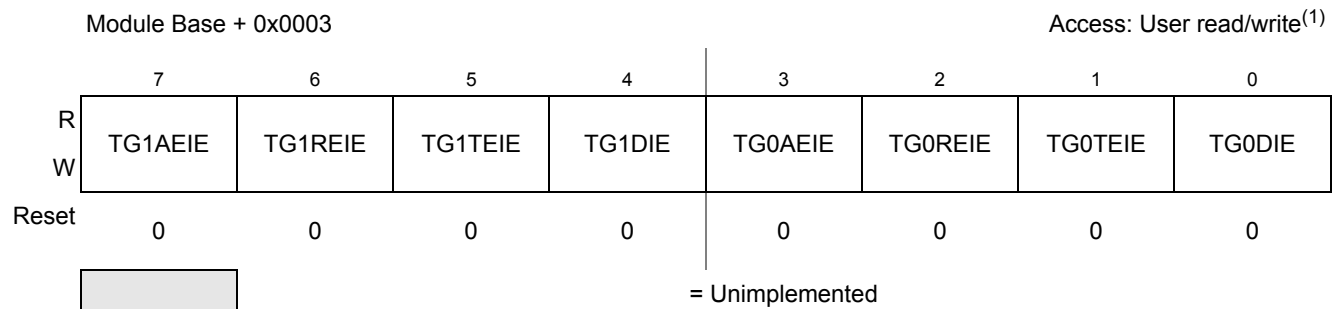 Module Base + 0x0003 Access: User read/write(1)
7 6 5 4 3 2 1 0
R
W
TG1AEIE TG1REIE TG1TEIE TG1DIE TG0AEIE TG0REIE TG0TEIE TG0DIE
Reset 0 0 0 0 0 0 0 0
= Unimplemented